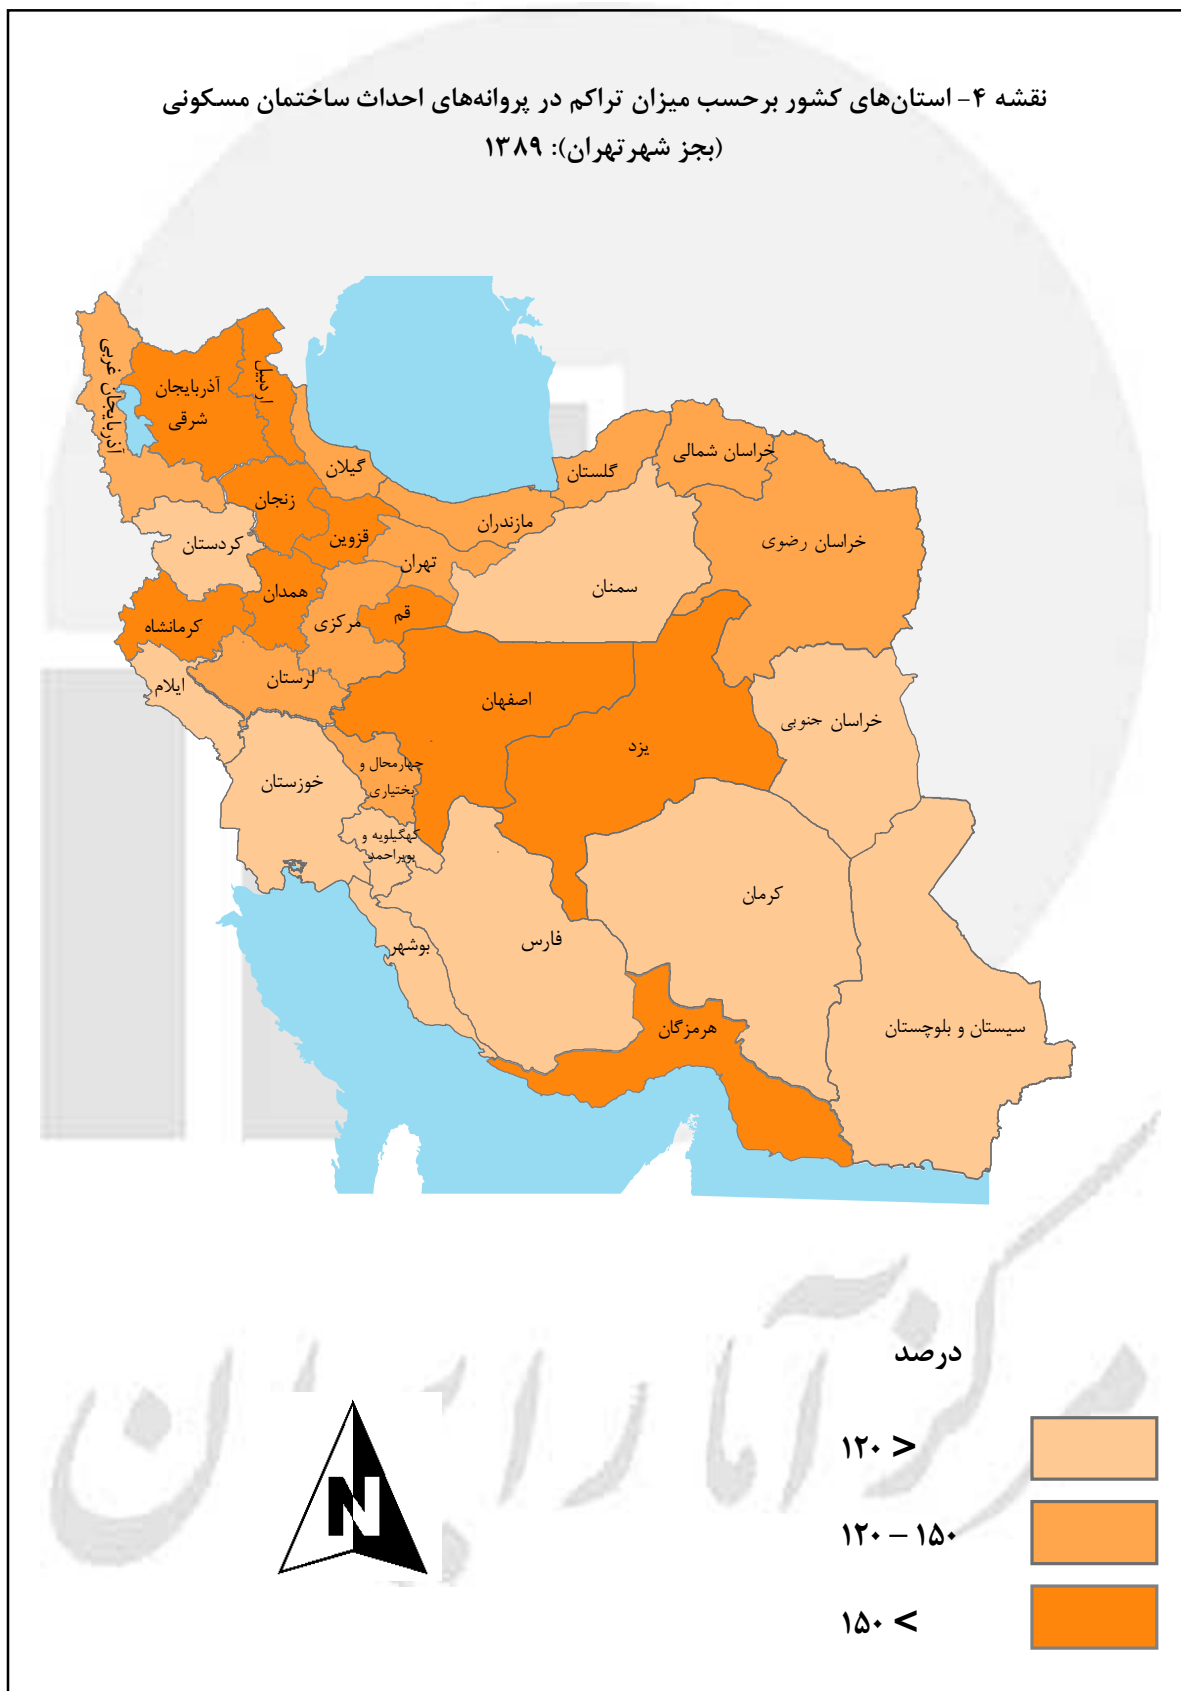 نقشه ۴- استان‌های کشور برحسب میزان تراکم در پروانه‌های احداث ساختمان مسکونی
(بجز شهرتهران): ۱۳۸۹
آذربایجان غربی
آذربایجان
شرقی
اردبیل
گیلان
زنجان
قزوین
کردستان
همدان
کرمانشاه
ایلام
لرستان
مرکزی
قم
تهران
مازندران
گلستان
خراسان شمالی
خراسان رضوی
سمنان
اصفهان
یزد
خراسان جنوبی
خوزستان
چهارمحال و
بختیاری
کهگیلویه و
بویراحمد
بوشهر
فارس
کرمان
هرمزگان
سیستان و بلوچستان
درصد
۱۲۰ >
۱۲۰ – ۱۵۰
۱۵۰ <
N
مرکز آمار ایران